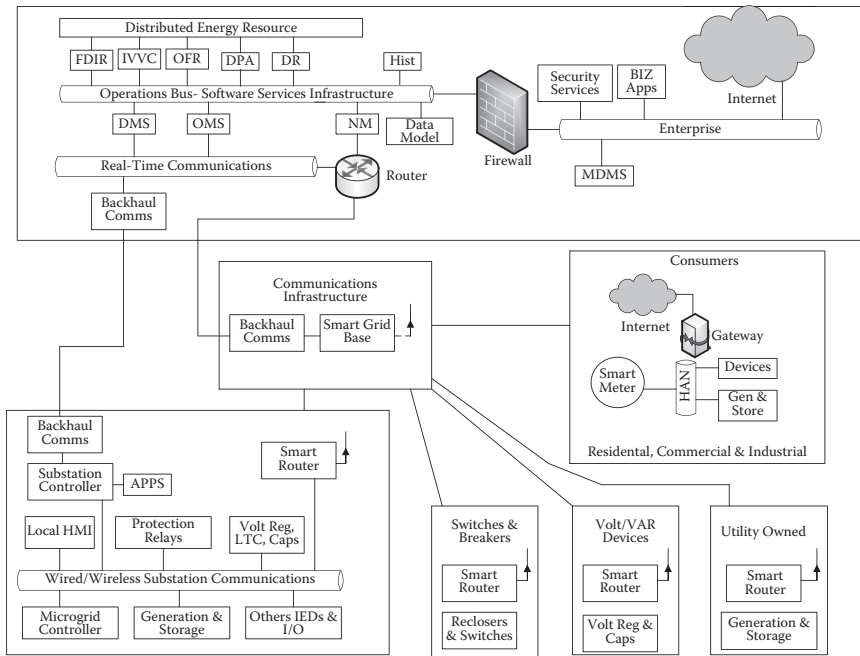 Distributed Energy Resource
FDIR
IVVC
OFR
DPA
DR
Hist
Operations Bus- Software Services Infrastructure
DMS
OMS
NM
Data
Model
Real-Time Communications
Router
Backhaul
Comms
Firewall
Security
Services
BIZ
Apps
Internet
Enterprise
MDMS
Communications
Infrastructure
Backhaul
Comms
Smart Grid
Base
Consumers
Internet
Gateway
Smart
Meter
HAN
Devices
Gen &
Store
Residental, Commercial & Industrial
Backhaul
Comms
Substation
Controller
APPS
Smart
Router
Local HMI
Protection
Relays
Volt Reg,
LTC, Caps
Wired/Wireless Substation Communications
Microgrid
Controller
Generation &
Storage
Others IEDs &
I/O
Switches &
Breakers
Smart
Router
Reclosers
& Switches
Volt/VAR
Devices
Smart
Router
Volt Reg &
Caps
Utility Owned
Smart
Router
Generation &
Storage